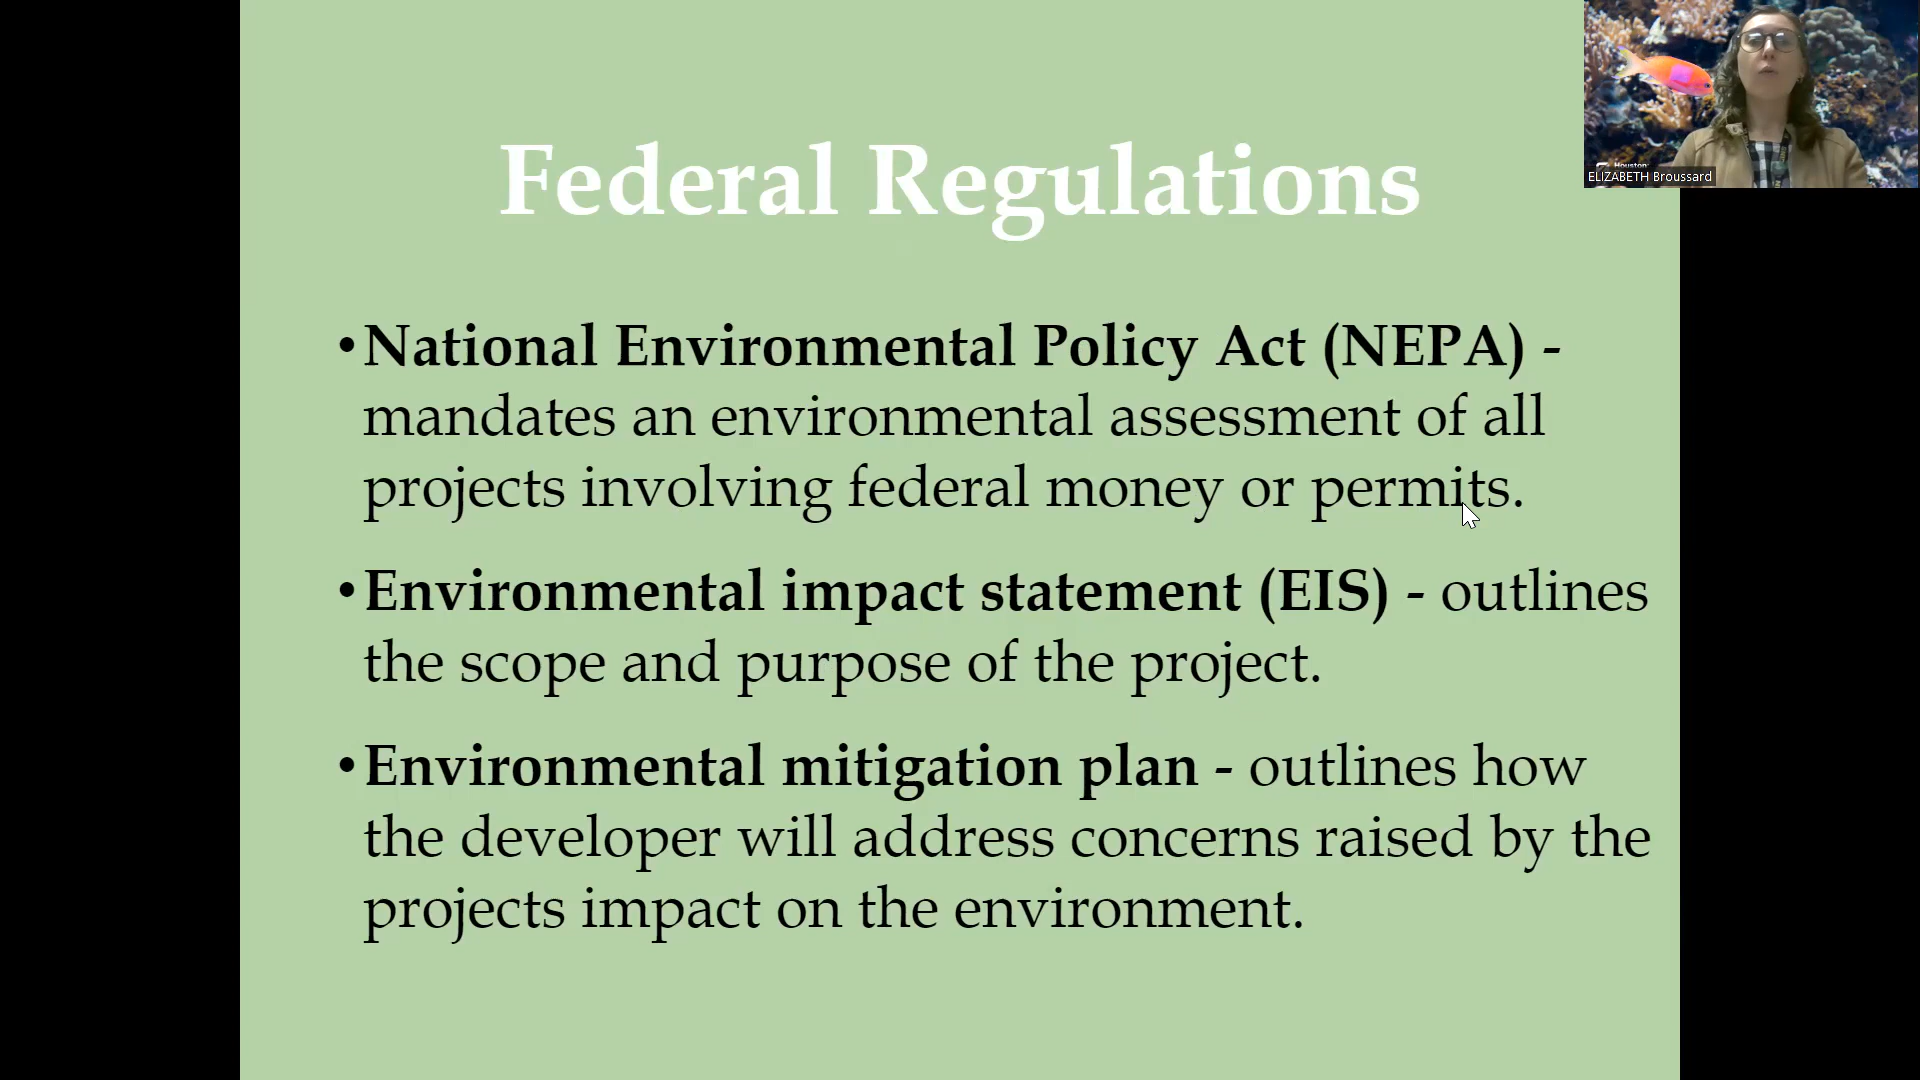 Federal Regulations
• National Environmental Policy Act (NEPA) -
mandates an environmental assessment of all
projects involving federal money or permits.
• Environmental impact statement (EIS) - outlines
the scope and purpose of the project.
• Environmental mitigation plan - outlines how
the developer will address concerns raised by the
projects impact on the environment.
Houston
ELIZABETH Broussard